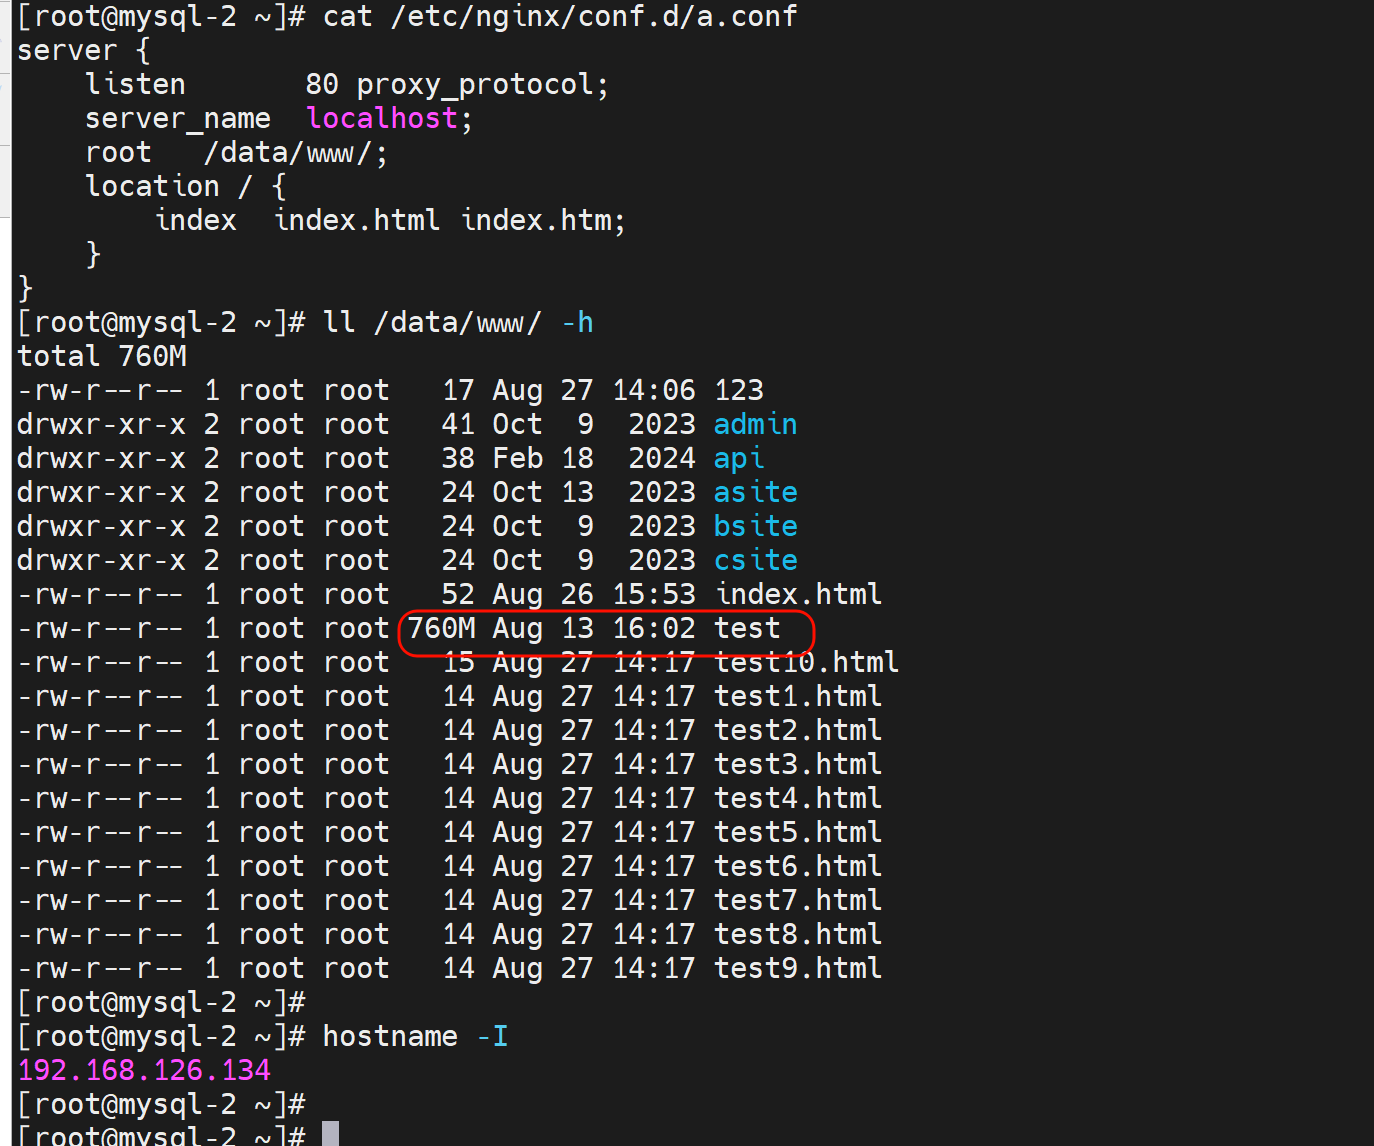 [root@mysql-2 ~]# cat /etc/nginx/conf.d/a.conf
server {
    listen       80 proxy_protocol;
    server_name  localhost;
    root   /data/www/;
    location / {
        index  index.html index.htm;
    }
}
[root@mysql-2 ~]# ll /data/www/ -h
total 760M
-rw-r--r-- 1 root root   17 Aug 27 14:06 123
drwxr-xr-x 2 root root   41 Oct  9  2023 admin
drwxr-xr-x 2 root root   38 Feb 18  2024 api
drwxr-xr-x 2 root root   24 Oct 13  2023 asite
drwxr-xr-x 2 root root   24 Oct  9  2023 bsite
drwxr-xr-x 2 root root   24 Oct  9  2023 csite
-rw-r--r-- 1 root root   52 Aug 26 15:53 index.html
-rw-r--r-- 1 root root 760M Aug 13 16:02 test
-rw-r--r-- 1 root root   15 Aug 27 14:17 test10.html
-rw-r--r-- 1 root root   14 Aug 27 14:17 test1.html
-rw-r--r-- 1 root root   14 Aug 27 14:17 test2.html
-rw-r--r-- 1 root root   14 Aug 27 14:17 test3.html
-rw-r--r-- 1 root root   14 Aug 27 14:17 test4.html
-rw-r--r-- 1 root root   14 Aug 27 14:17 test5.html
-rw-r--r-- 1 root root   14 Aug 27 14:17 test6.html
-rw-r--r-- 1 root root   14 Aug 27 14:17 test7.html
-rw-r--r-- 1 root root   14 Aug 27 14:17 test8.html
-rw-r--r-- 1 root root   14 Aug 27 14:17 test9.html
[root@mysql-2 ~]#
[root@mysql-2 ~]# hostname -I
192.168.126.134
[root@mysql-2 ~]#
[root@mysql-2 ~]#